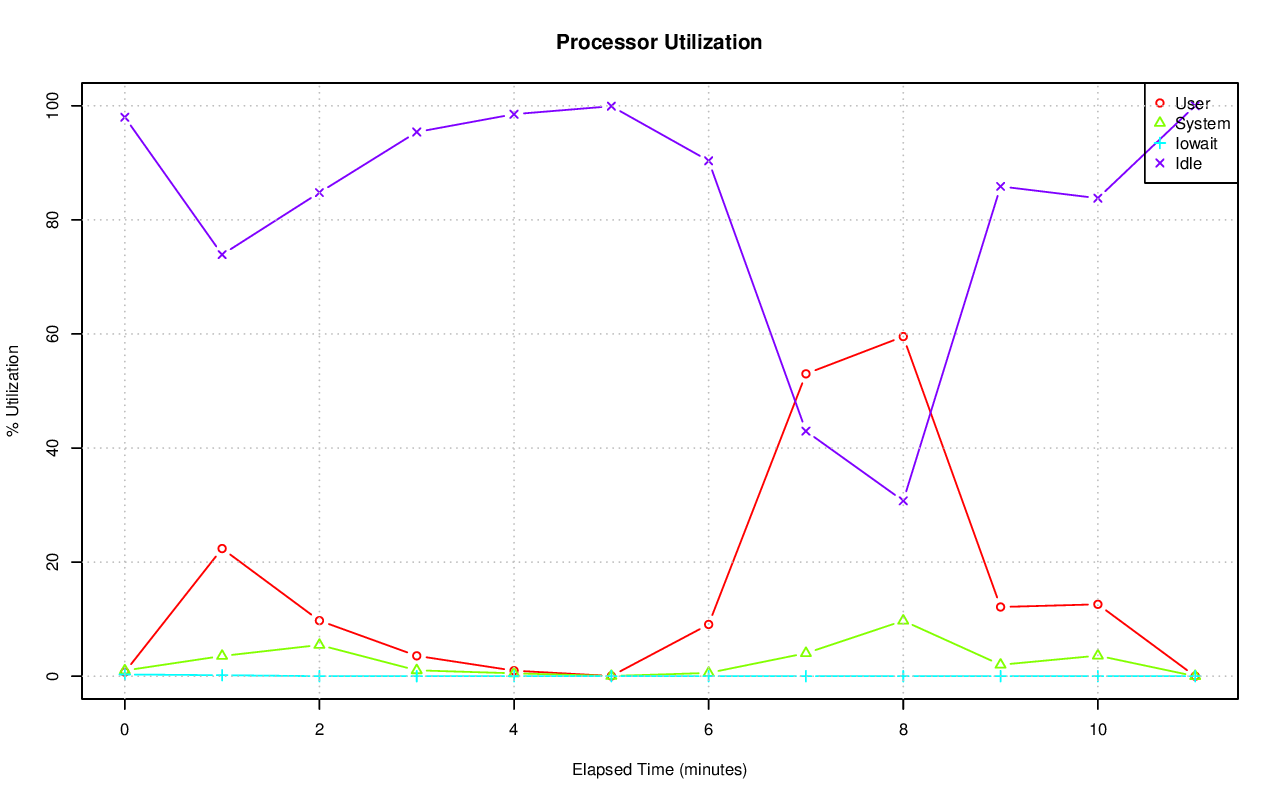 Processor Utilization
% Utilization
100
80
60
40
20
0
User
System
Iowait
Idle
0 2 4 6 8 10
Elapsed Time (minutes)